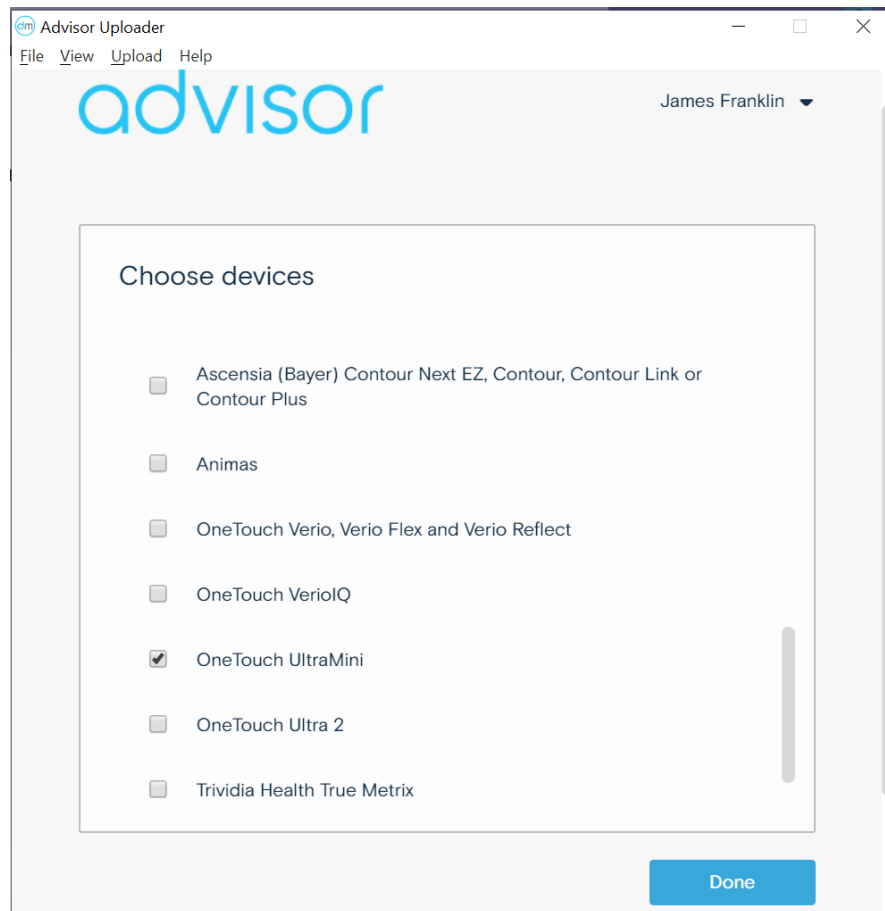 dm Advisor Uploader
File View Upload Help
advisor
James Franklin
Choose devices
Ascensia (Bayer) Contour Next EZ, Contour, Contour Link or
Contour Plus
Animas
OneTouch Verio, Verio Flex and Verio Reflect
OneTouch VerioIQ
OneTouch UltraMini
OneTouch Ultra 2
Trividia Health True Metrix
Done